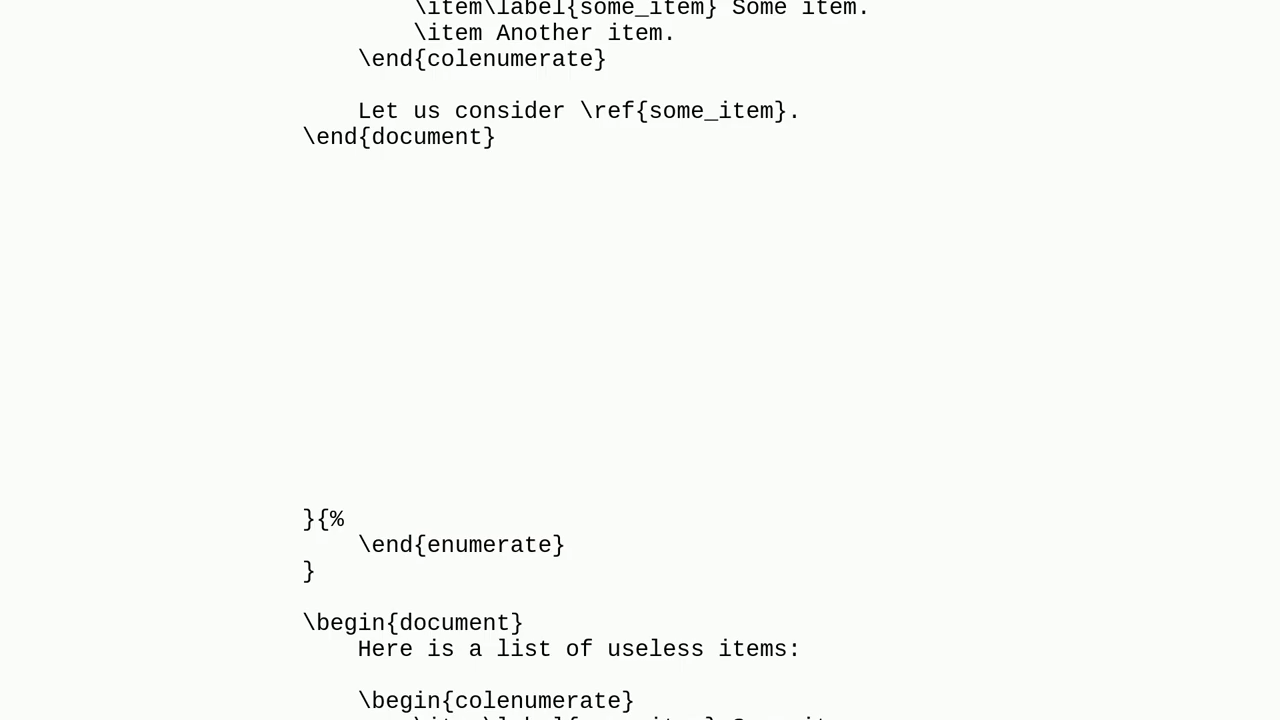 \item\label{some_item} Some item.
        \item Another item.
    \end{colenumerate}

    Let us consider \ref{some_item}.
\end{document}

}{%
    \end{enumerate}
}

\begin{document}
    Here is a list of useless items:

    \begin{colenumerate}